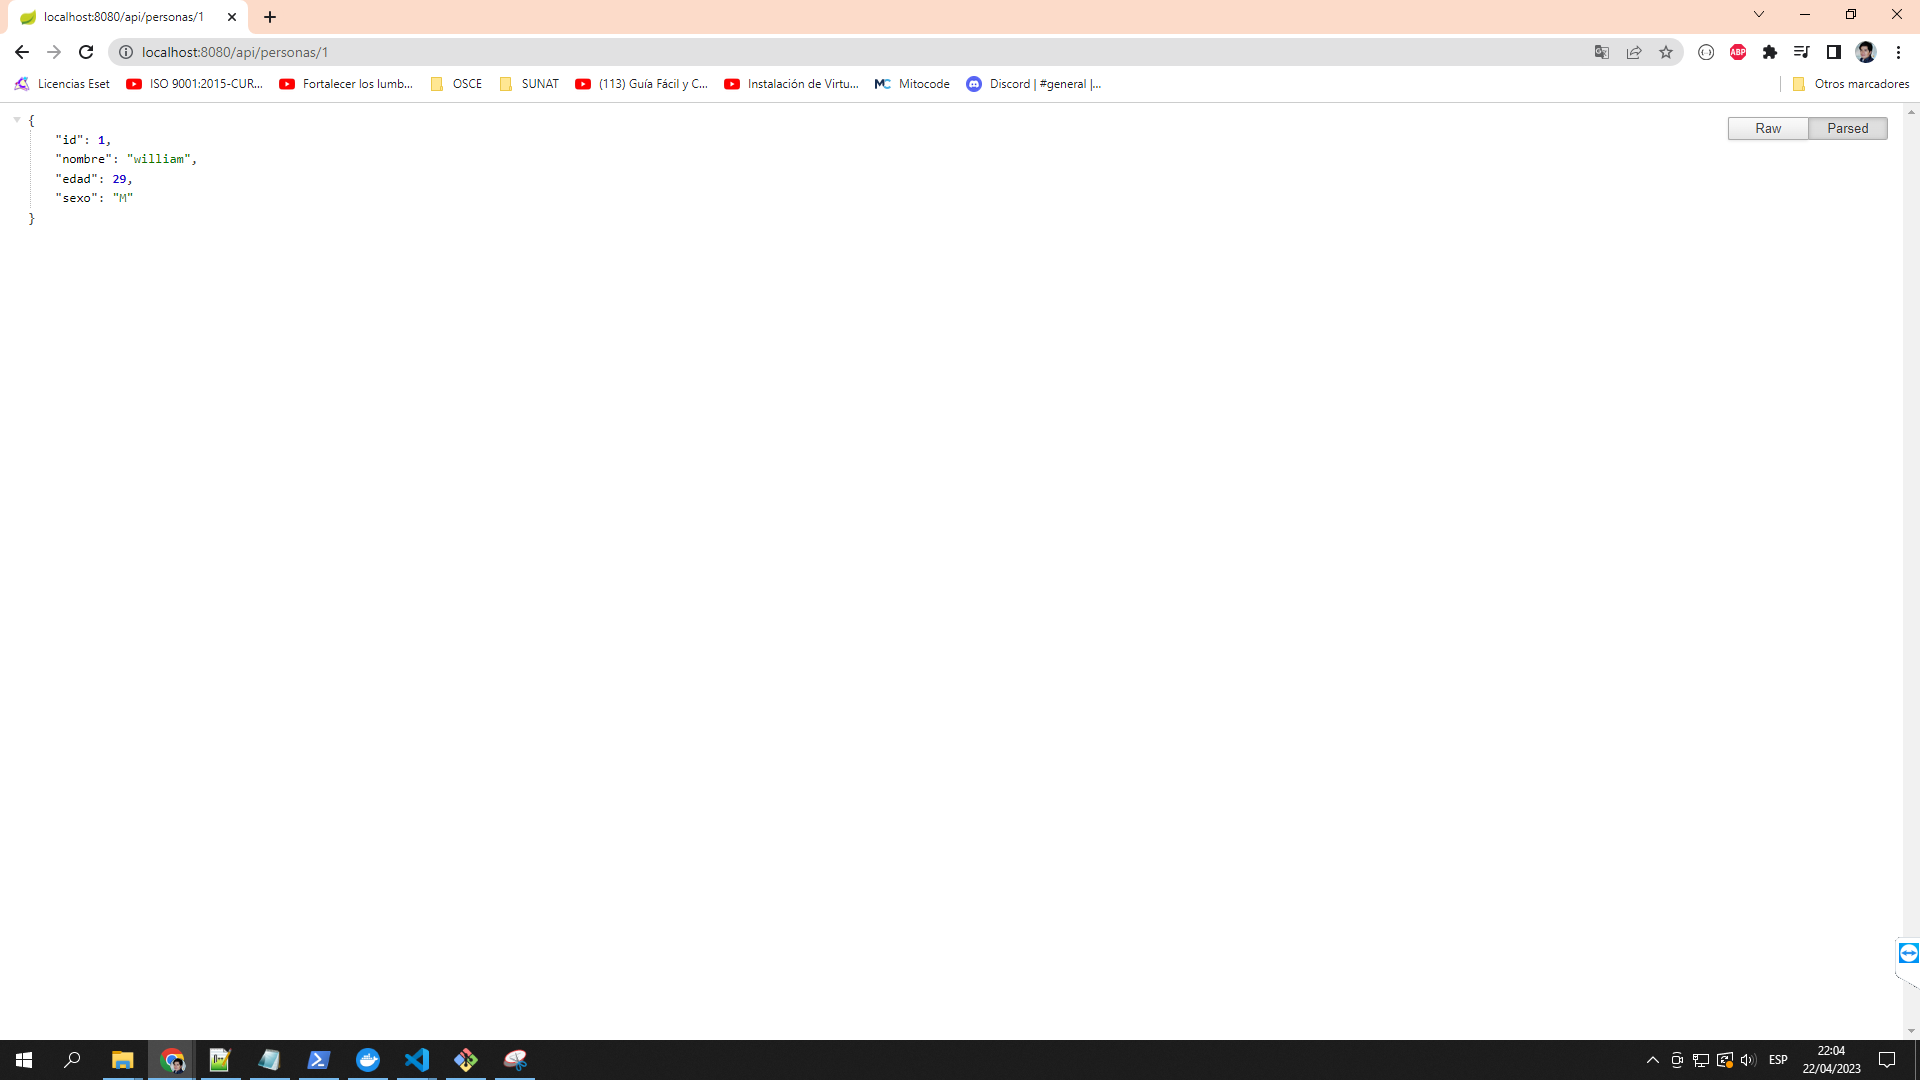 localhost:8080/api/personas/1
localhost:8080/api/personas/1
Licencias Eset
ISO 9001:2015-CUR...
Fortalecer los lumb...
OSCE
SUNAT
(113) Guía Fácil y C...
Instalación de Virtu...
MC Mitocode
Discord | #general |...
Otros marcadores
ABP
Raw
Parsed
{
"id": 1,
"nombre": "william",
"edad": 29,
"sexo": "M"
}
ESP
22:04
22/04/2023